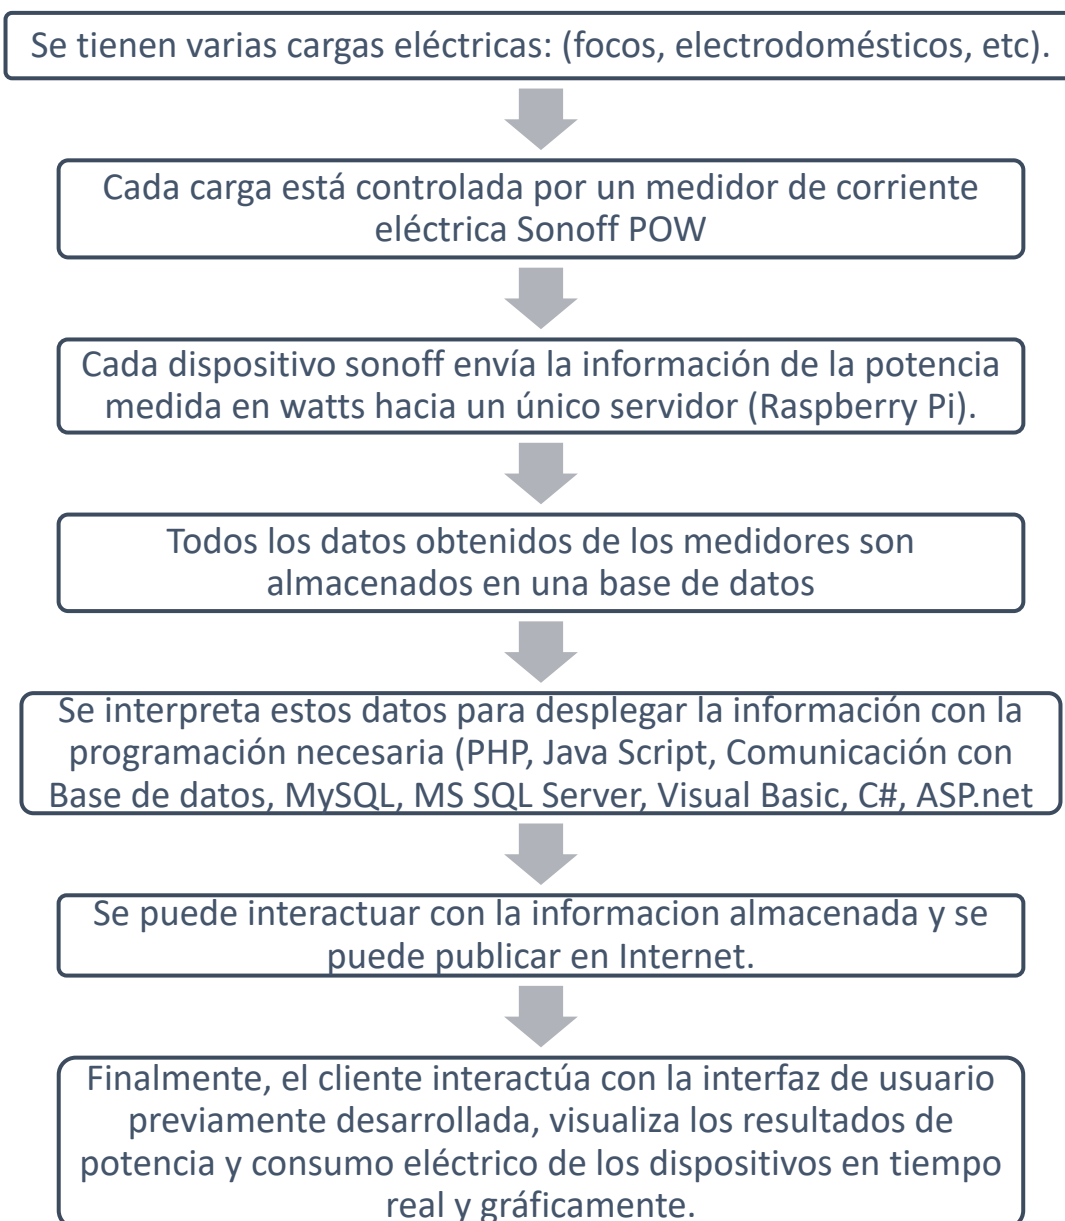 Se tienen varias cargas eléctricas: (focos, electrodomésticos, etc).
Cada carga está controlada por un medidor de corriente
eléctrica Sonoff POW
Cada dispositivo sonoff envía la información de la potencia
medida en watts hacia un único servidor (Raspberry Pi).
Todos los datos obtenidos de los medidores son
almacenados en una base de datos
Se interpreta estos datos para desplegar la información con la
programación necesaria (PHP, Java Script, Comunicación con
Base de datos, MySQL, MS SQL Server, Visual Basic, C#, ASP.net
Se puede interactuar con la informacion almacenada y se
puede publicar en Internet.
Finalmente, el cliente interactúa con la interfaz de usuario
previamente desarrollada, visualiza los resultados de
potencia y consumo eléctrico de los dispositivos en tiempo
real y gráficamente.